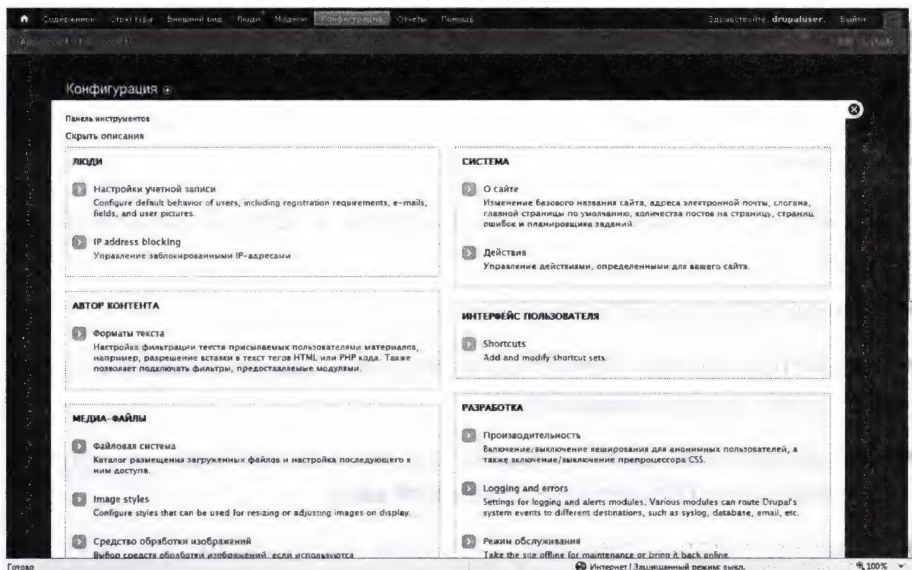 Содержимое Структура Внешний вид Люди Модули Конфигурация Отчеты Помощь Здравствуйте, drupaluser. Выйти
Конфигурация
Панель инструментов
Скрыть описания
ЛЮДИ
Настройки учетной записи
Configure default behavior of users, including registration requirements, e-mails,
fields, and user pictures.
IP address blocking
Управление заблокированными IP-адресами
АВТОР КОНТЕНТА
Форматы текста
Настройка фильтрации текста присылаемых пользователями материалов,
например, разрешение вставки в текст тегов HTML или PHP кода. Также
позволяет подключать фильтры, предоставляемые модулями.
МЕДИА-ФАЙЛЫ
Файловая система
Каталог размещения загруженных файлов и настройка последующего к
ним доступа.
Image styles
Configure styles that can be used for resizing or adjusting images on display.
Средство обработки изображений
Выбор средств обработки изображений, если используются
СИСТЕМА
О сайте
Изменение базового названия сайта, адреса электронной почты, слогана,
главной страницы по умолчанию, количества постов на страницу, страниц
ошибок и планировщика заданий.
Действия
Управление действиями, определенными для вашего сайта.
ИНТЕРФЕЙС ПОЛЬЗОВАТЕЛЯ
Shortcuts
Add and modify shortcut sets.
РАЗРАБОТКА
Производительность
Включение/выключение кеширования для анонимных пользователей, а
также включение/выключение препроцессора CSS.
Logging and errors
Settings for logging and alerts modules. Various modules can route Drupal's
system events to different destinations, such as syslog, database, email, etc.
Режим обслуживания
Take the site offline for maintenance or bring it back online.
Готово Интернет | Защищенный режим: выкл. 100%